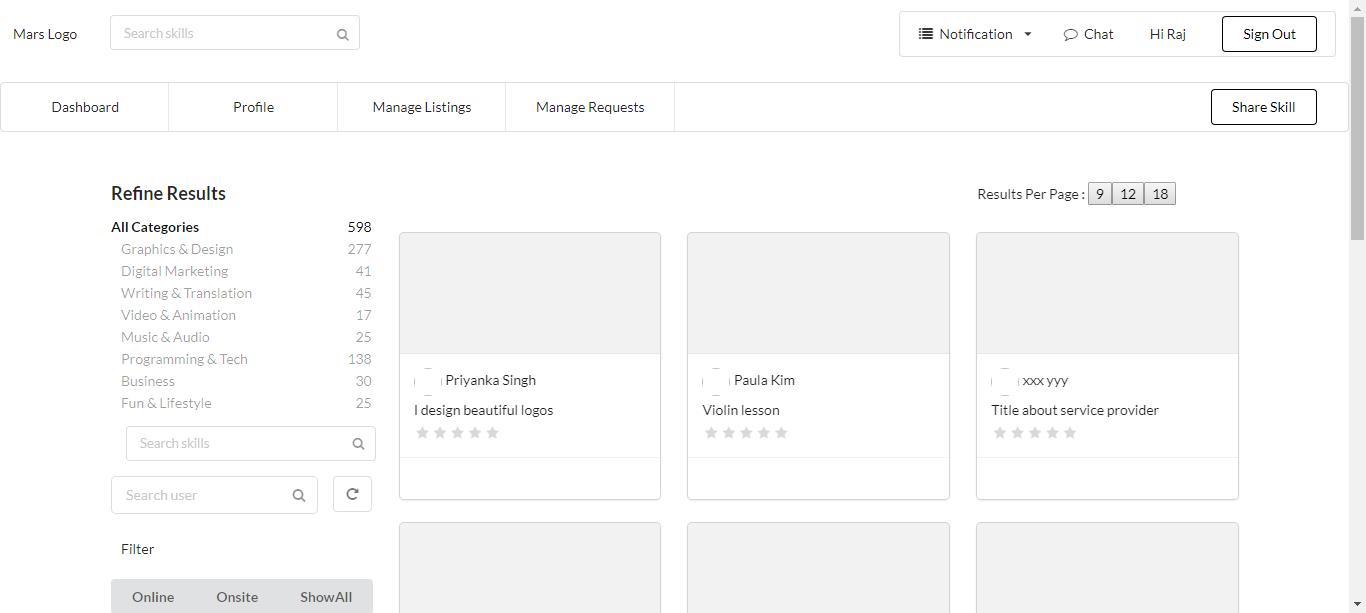 Mars Logo
Search skills
Notification
Chat
Hi Raj
Sign Out
Dashboard
Profile
Manage Listings
Manage Requests
Share Skill
Refine Results
All Categories 598
Graphics & Design 277
Digital Marketing 41
Writing & Translation 45
Video & Animation 17
Music & Audio 25
Programming & Tech 138
Business 30
Fun & Lifestyle 25
Search skills
Search user
Filter
Online Onsite ShowAll
Results Per Page : 9 12 18
Priyanka Singh
I design beautiful logos
Paula Kim
Violin lesson
xxx yyy
Title about service provider